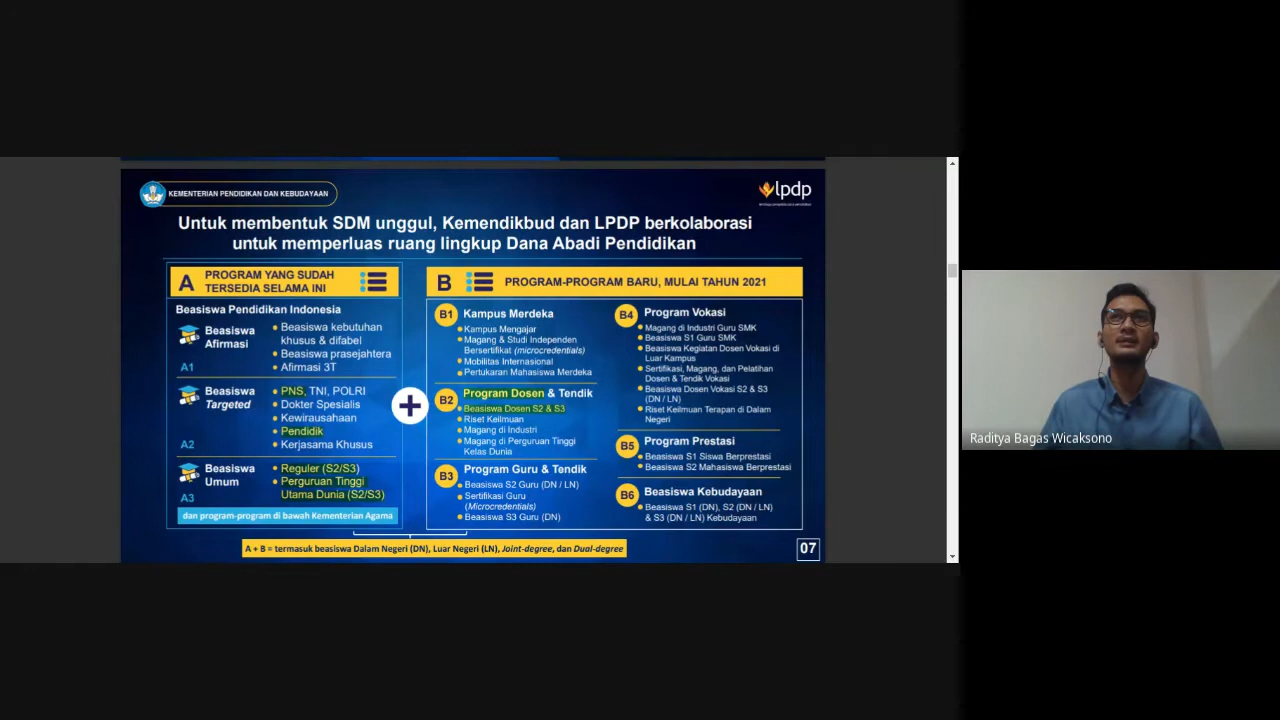 KEMENTERIAN PENDIDIKAN DAN KEBUDAYAAN
lpdp
Untuk membentuk SDM unggul, Kemendikbud dan LPDP berkolaborasi
untuk memperluas ruang lingkup Dana Abadi Pendidikan
A
PROGRAM YANG SUDAH
TERSEDIA SELAMA INI
Beasiswa Pendidikan Indonesia
Beasiswa
Afirmasi
A1
Beasiswa kebutuhan
khusus & difabel
Beasiswa prasejahtera
Afirmasi 3T
Beasiswa
Targeted
A2
PNS, TNI, POLRI
Dokter Spesialis
Kewirausahaan
Pendidik
Kerjasama Khusus
Beasiswa
Umum
A3
Reguler (S2/S3)
Perguruan Tinggi
Utama Dunia (S2/S3)
dan program-program di bawah Kementerian Agama
+
B
PROGRAM-PROGRAM BARU, MULAI TAHUN 2021
B1
Kampus Merdeka
Kampus Mengajar
Magang & Studi Independen
Bersertifikat (microcredentials)
Mobilitas Internasional
Pertukaran Mahasiswa Merdeka
B2
Program Dosen & Tendik
Beasiswa Dosen S2 & S3
Riset Keilmuan
Magang di Industri
Magang di Perguruan Tinggi
Kelas Dunia
B3
Program Guru & Tendik
Beasiswa S2 Guru (DN / LN)
Sertifikasi Guru
(Microcredentials)
Beasiswa S3 Guru (DN)
B4
Program Vokasi
Magang di Industri Guru SMK
Beasiswa S1 Guru SMK
Beasiswa Kegiatan Dosen Vokasi di
Luar Kampus
Sertifikasi, Magang, dan Pelatihan
Dosen & Tendik Vokasi
Beasiswa Dosen Vokasi S2 & S3
(DN / LN)
Riset Keilmuan Terapan di Dalam
Negeri
B5
Program Prestasi
Beasiswa S1 Siswa Berprestasi
Beasiswa S2 Mahasiswa Berprestasi
B6
Beasiswa Kebudayaan
Beasiswa S1 (DN), S2 (DN / LN)
& S3 (DN / LN) Kebudayaan
A + B = termasuk beasiswa Dalam Negeri (DN), Luar Negeri (LN), Joint-degree, dan Dual-degree
07
Raditya Bagas Wicaksono